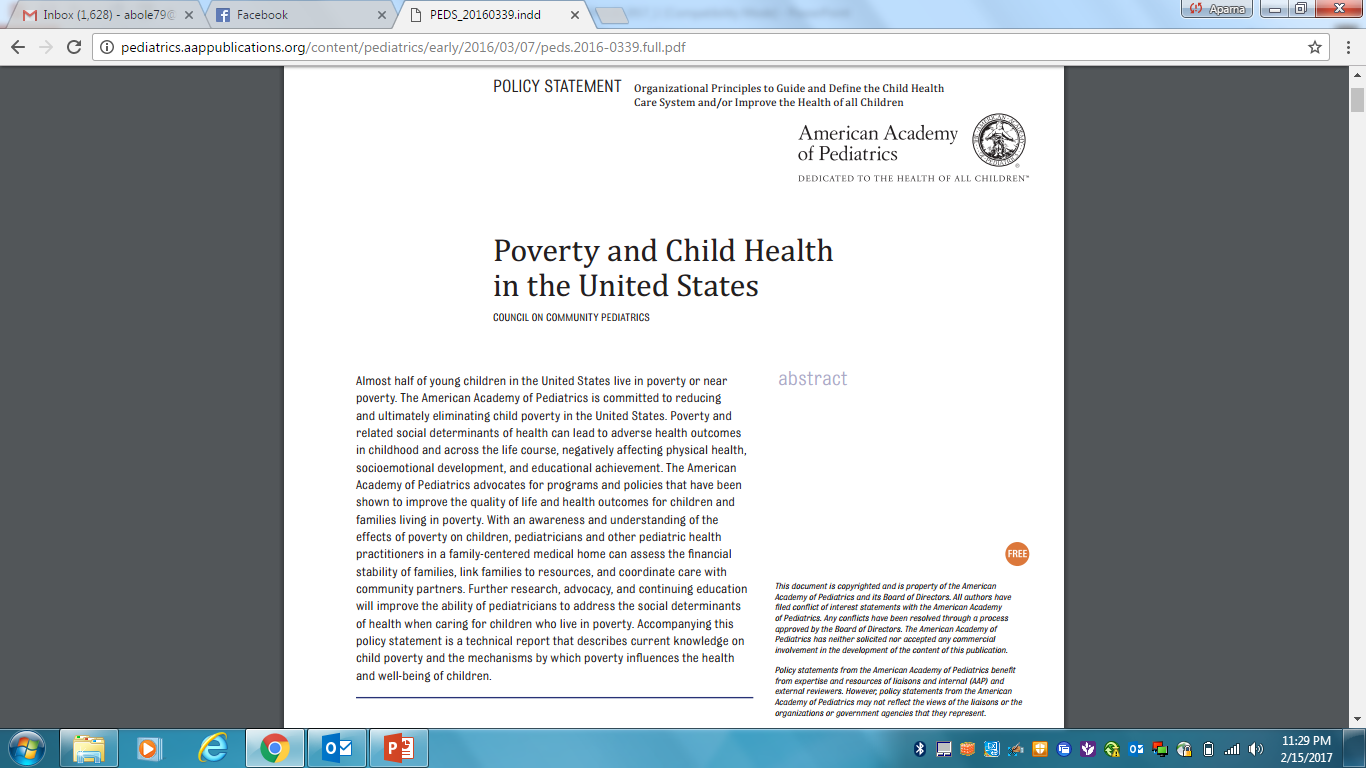 Inbox (1,628) - abole79@
Facebook
PEDS_20160339.indd
Aparna
pediatrics.aappublications.org/content/pediatrics/early/2016/03/07/peds.2016-0339.full.pdf
POLICY STATEMENT
Organizational Principles to Guide and Define the Child Health
Care System and/or Improve the Health of all Children
American Academy
of Pediatrics
DEDICATED TO THE HEALTH OF ALL CHILDREN™
Poverty and Child Health
in the United States
COUNCIL ON COMMUNITY PEDIATRICS
abstract
Almost half of young children in the United States live in poverty or near
poverty. The American Academy of Pediatrics is committed to reducing
and ultimately eliminating child poverty in the United States. Poverty and
related social determinants of health can lead to adverse health outcomes
in childhood and across the life course, negatively affecting physical health,
socioemotional development, and educational achievement. The American
Academy of Pediatrics advocates for programs and policies that have been
shown to improve the quality of life and health outcomes for children and
families living in poverty. With an awareness and understanding of the
effects of poverty on children, pediatricians and other pediatric health
practitioners in a family-centered medical home can assess the financial
stability of families, link families to resources, and coordinate care with
community partners. Further research, advocacy, and continuing education
will improve the ability of pediatricians to address the social determinants
of health when caring for children who live in poverty. Accompanying this
policy statement is a technical report that describes current knowledge on
child poverty and the mechanisms by which poverty influences the health
and well-being of children.
FREE
This document is copyrighted and is property of the American
Academy of Pediatrics and its Board of Directors. All authors have
filed conflict of interest statements with the American Academy
of Pediatrics. Any conflicts have been resolved through a process
approved by the Board of Directors. The American Academy of
Pediatrics has neither solicited nor accepted any commercial
involvement in the development of the content of this publication.
Policy statements from the American Academy of Pediatrics benefit
from expertise and resources of liaisons and internal (AAP) and
external reviewers. However, policy statements from the American
Academy of Pediatrics may not reflect the views of the liaisons or the
organizations or government agencies that they represent.
11:29 PM
2/15/2017